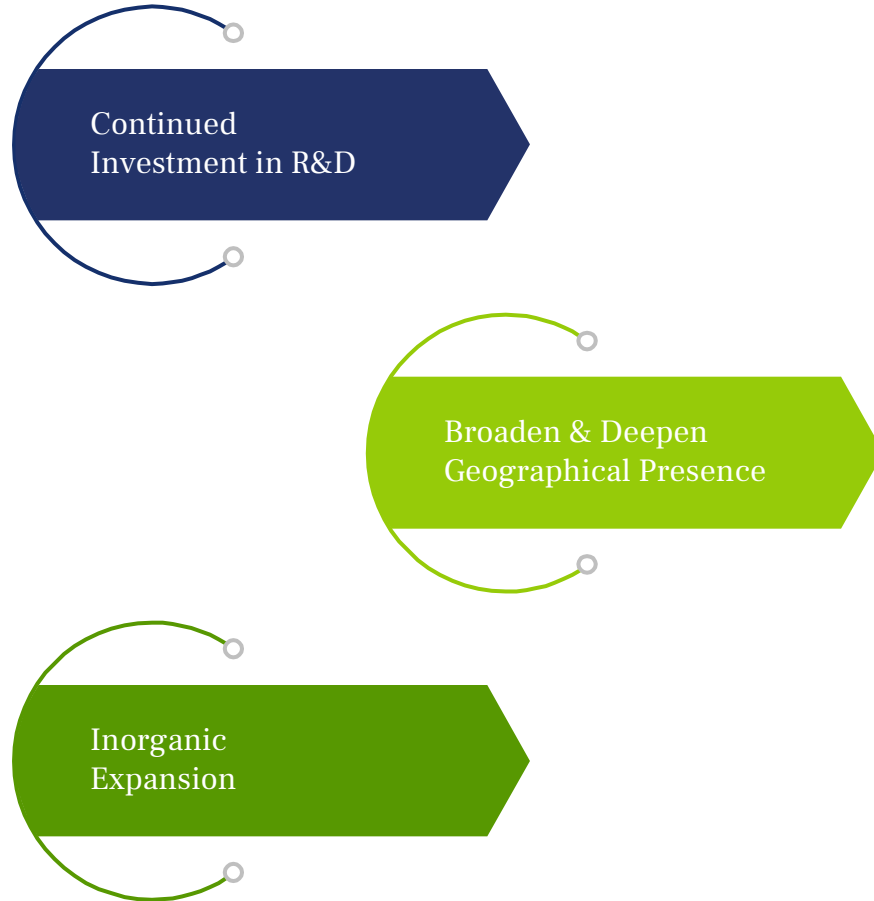 Continued
Investment in R&D
Broaden & Deepen
Geographical Presence
Inorganic
Expansion